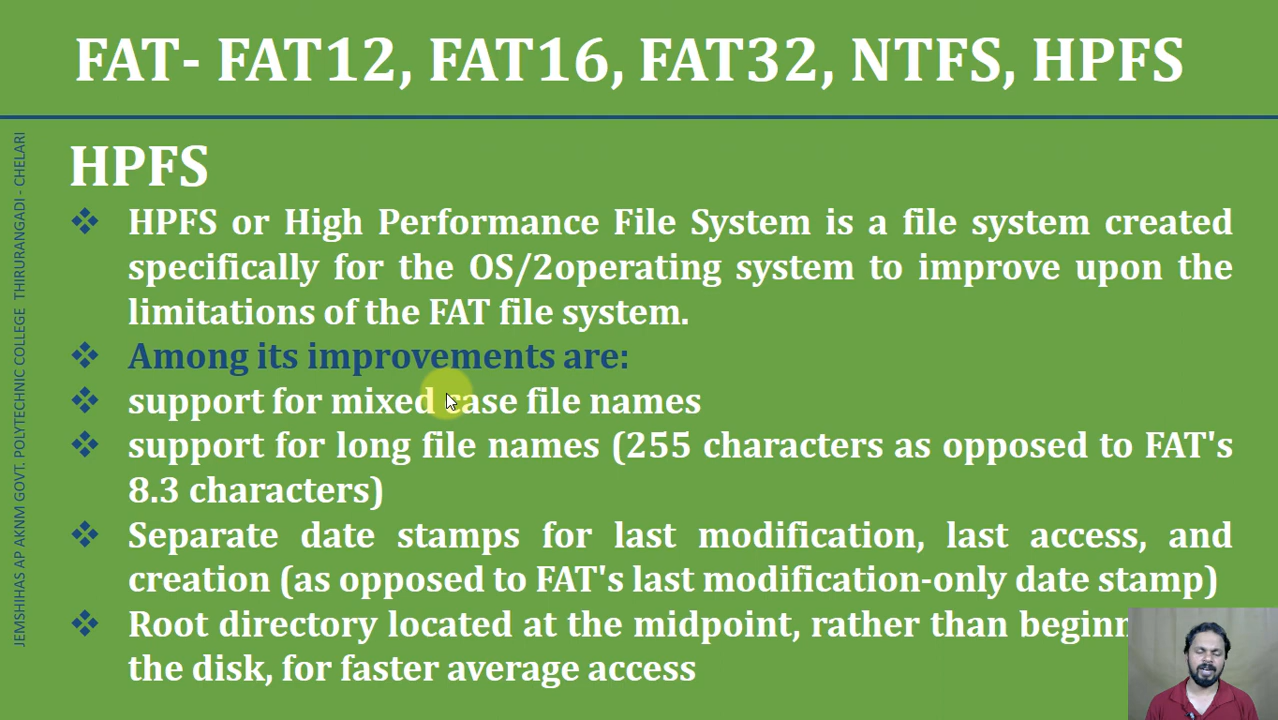 FAT- FAT12, FAT16, FAT32, NTFS, HPFS
JEMSHIHAS AP AKNM GOVT. POLYTECHNIC COLLEGE THIRURANGADI - CHELARI
HPFS
❖ HPFS or High Performance File System is a file system created
specifically for the OS/2operating system to improve upon the
limitations of the FAT file system.
❖ Among its improvements are:
❖ support for mixed case file names
❖ support for long file names (255 characters as opposed to FAT's
8.3 characters)
❖ Separate date stamps for last modification, last access, and
creation (as opposed to FAT's last modification-only date stamp)
❖ Root directory located at the midpoint, rather than
the disk, for faster average access